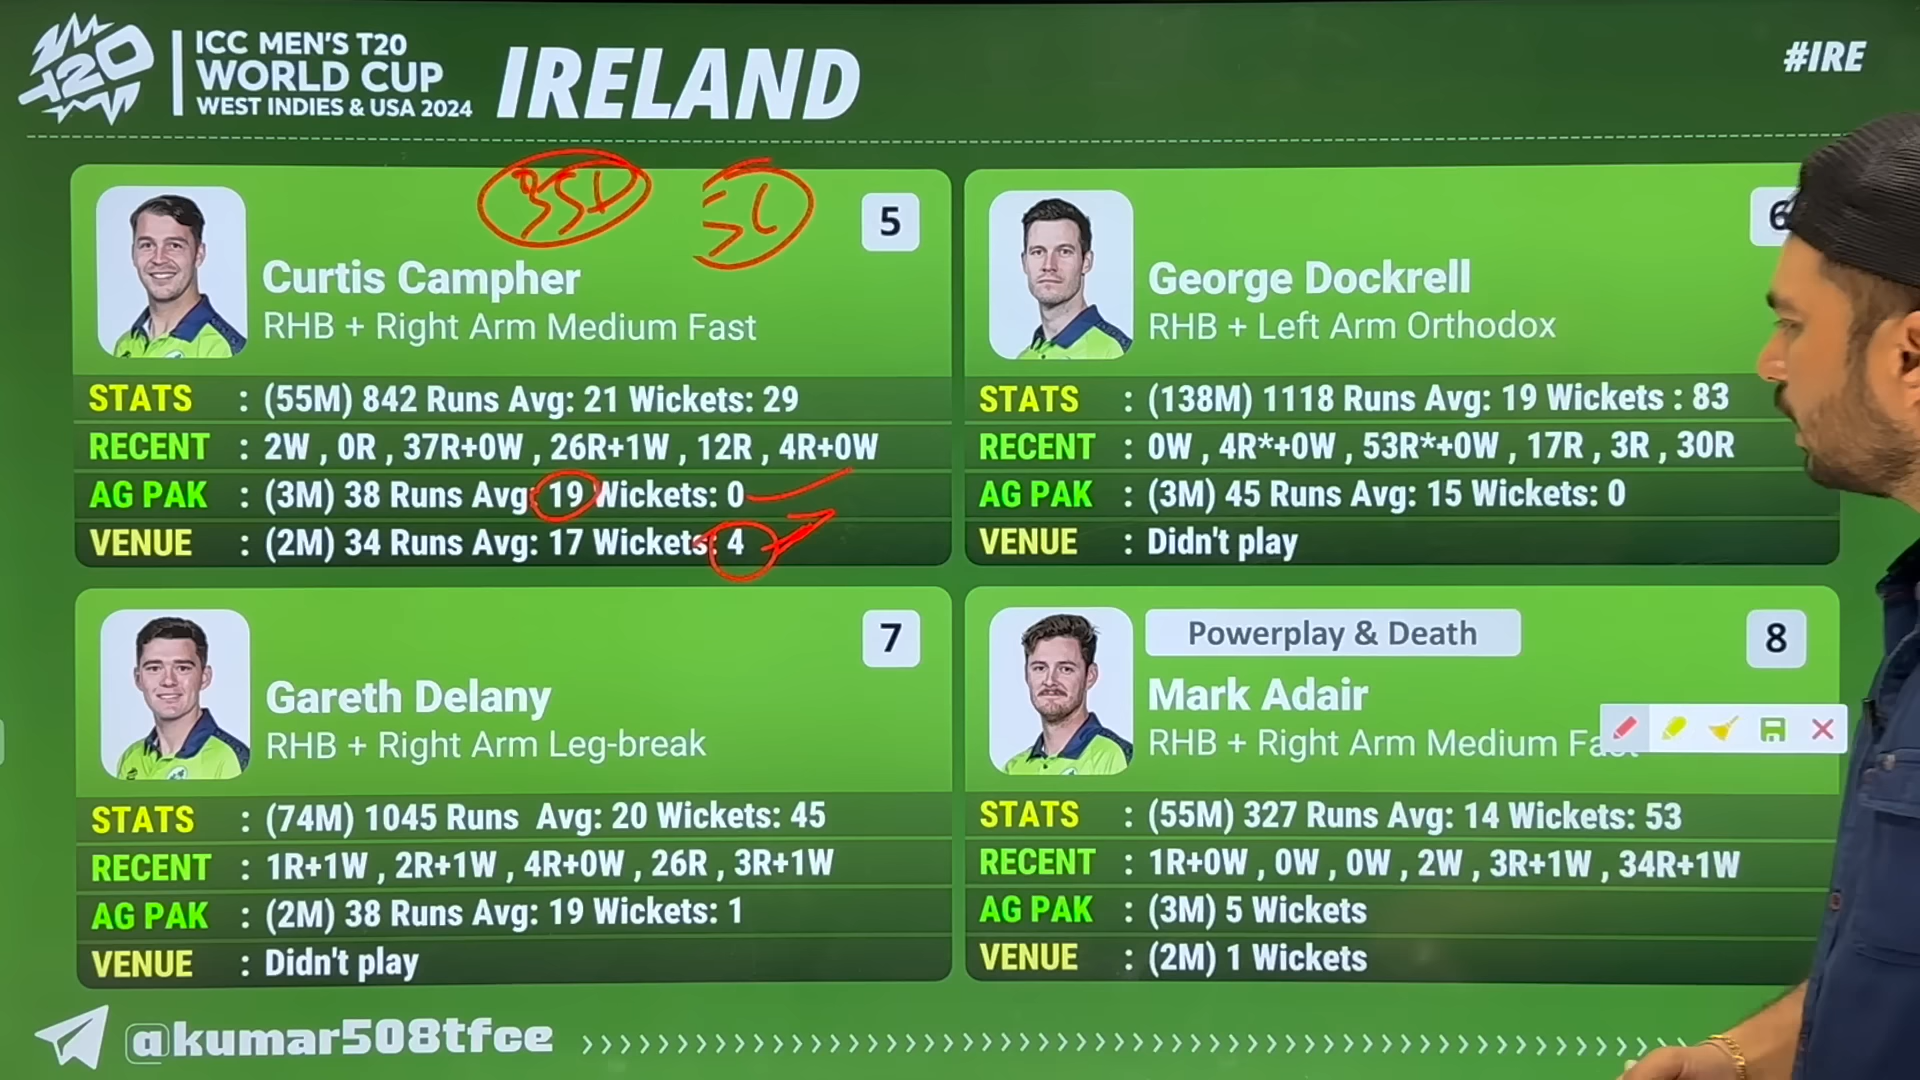 T20
ICC MEN'S T20
WORLD CUP
WEST INDIES & USA 2024
IRELAND
#IRE
5
Curtis Campher
RHB + Right Arm Medium Fast
STATS : (55M) 842 Runs Avg: 21 Wickets: 29
RECENT : 2W , 0R , 37R+0W , 26R+1W , 12R , 4R+0W
AG PAK : (3M) 38 Runs Avg: 19 Wickets: 0
VENUE : (2M) 34 Runs Avg: 17 Wickets: 4
6
George Dockrell
RHB + Left Arm Orthodox
STATS : (138M) 1118 Runs Avg: 19 Wickets : 83
RECENT : 0W , 4R*+0W , 53R*+0W , 17R , 3R , 30R
AG PAK : (3M) 45 Runs Avg: 15 Wickets: 0
VENUE : Didn't play
7
Gareth Delany
RHB + Right Arm Leg-break
STATS : (74M) 1045 Runs Avg: 20 Wickets: 45
RECENT : 1R+1W , 2R+1W , 4R+0W , 26R , 3R+1W
AG PAK : (2M) 38 Runs Avg: 19 Wickets: 1
VENUE : Didn't play
Powerplay & Death
8
Mark Adair
RHB + Right Arm Medium Fast
STATS : (55M) 327 Runs Avg: 14 Wickets: 53
RECENT : 1R+0W , 0W , 0W , 2W , 3R+1W , 34R+1W
AG PAK : (3M) 5 Wickets
VENUE : (2M) 1 Wickets
@kumar508tfce